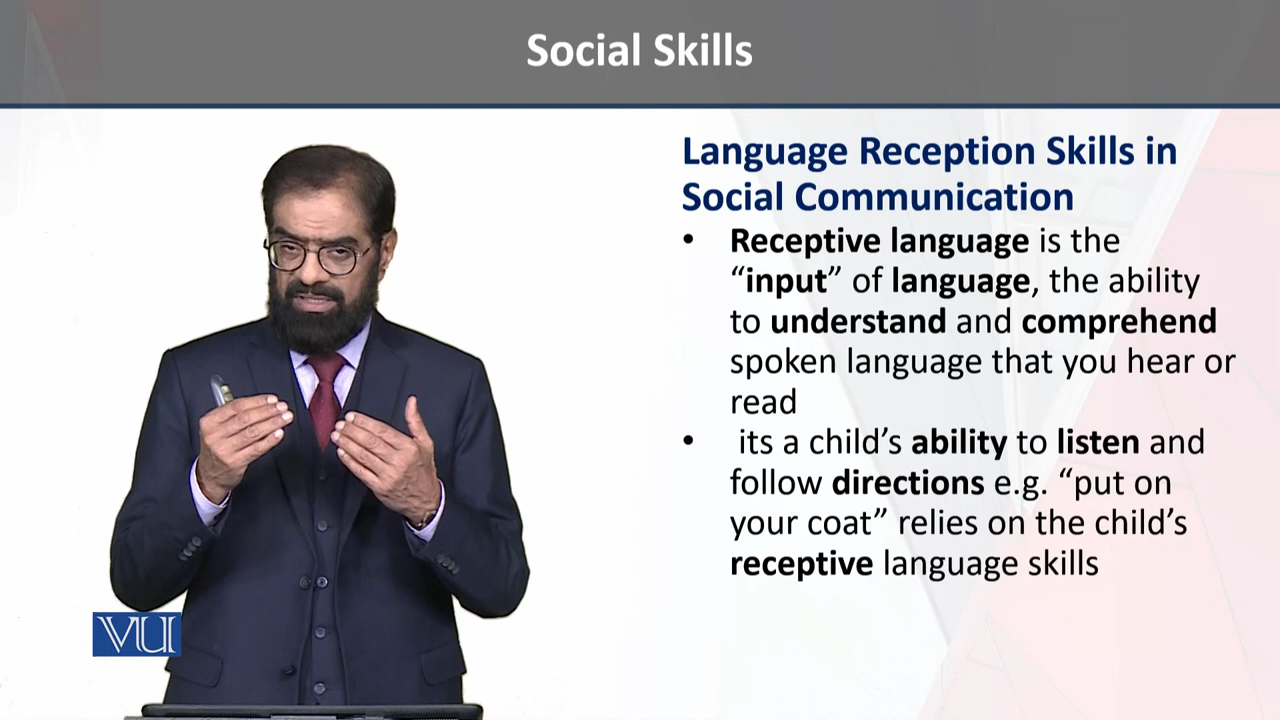 Social Skills
Language Reception Skills in
Social Communication
• Receptive language is the
“input” of language, the ability
to understand and comprehend
spoken language that you hear or
read
• its a child’s ability to listen and
follow directions e.g. “put on
your coat” relies on the child’s
receptive language skills
VU